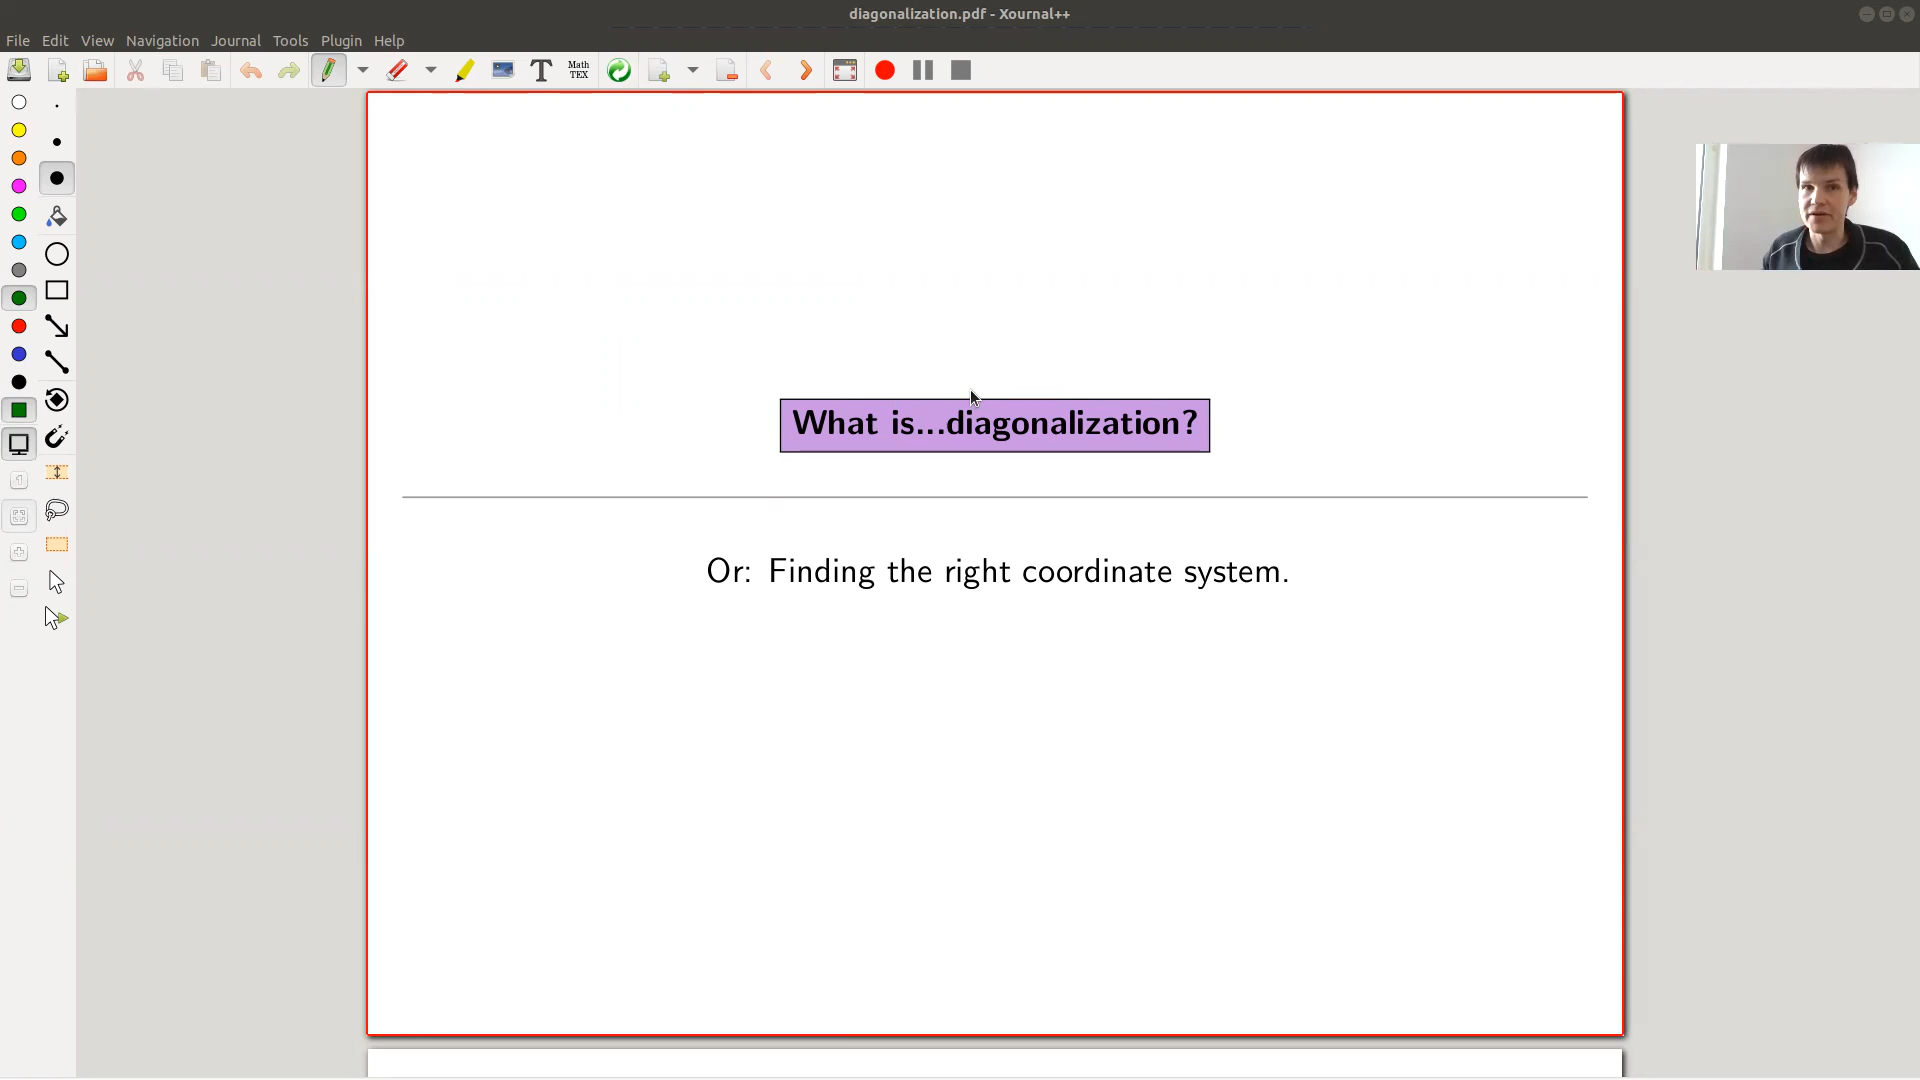 diagonalization.pdf - Xournal++
File Edit View Navigation Journal Tools Plugin Help
Math
TEX
What is...diagonalization?
Or: Finding the right coordinate system.